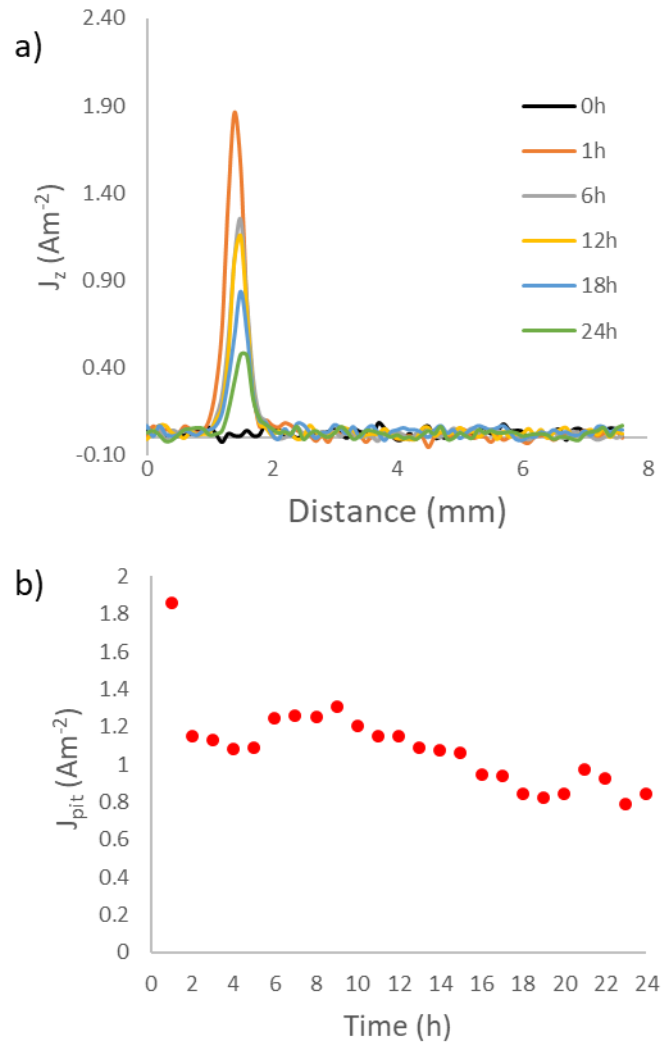 a)
2.40
1.90
1.40
0.90
0.40
-0.10
J_z (Am^-2)
0h
1h
6h
12h
18h
24h
0 2 4 6 8
Distance (mm)
b)
2
1.8
1.6
1.4
1.2
1
0.8
0.6
0.4
0.2
0
J_pit (Am^-2)
0 2 4 6 8 10 12 14 16 18 20 22 24
Time (h)